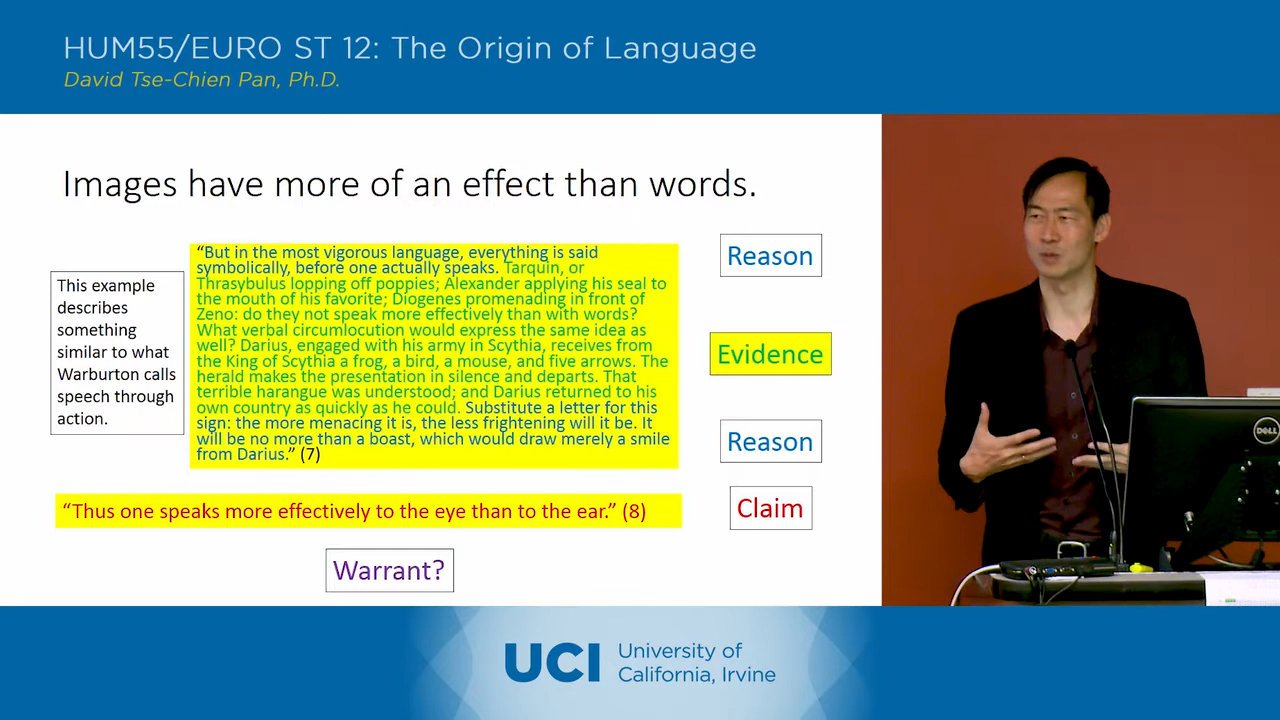 HUM55/EURO ST 12: The Origin of Language
David Tse-Chien Pan, Ph.D.
Images have more of an effect than words.
This example
describes
something
similar to what
Warburton calls
speech through
action.
“But in the most vigorous language, everything is said
symbolically, before one actually speaks. Tarquin, or
Thrasybulus lopping off poppies; Alexander applying his seal to
the mouth of his favorite; Diogenes promenading in front of
Zeno: do they not speak more effectively than with words?
What verbal circumlocution would express the same idea as
well? Darius, engaged with his army in Scythia, receives from
the King of Scythia a frog, a bird, a mouse, and five arrows. The
herald makes the presentation in silence and departs. That
terrible harangue was understood; and Darius returned to his
own country as quickly as he could. Substitute a letter for this
sign: the more menacing it is, the less frightening will it be. It
will be no more than a boast, which would draw merely a smile
from Darius.” (7)
Reason
Evidence
Reason
“Thus one speaks more effectively to the eye than to the ear.” (8)
Claim
Warrant?
DELL
UCI
University of
California, Irvine